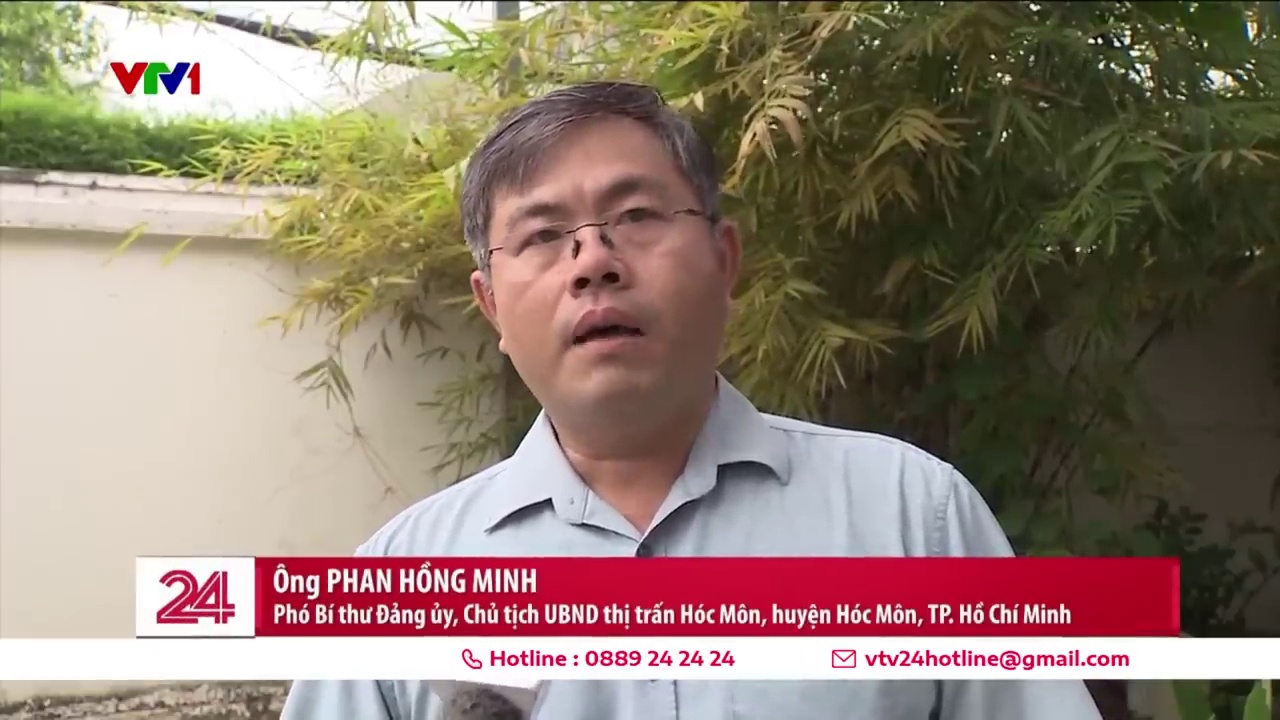 VTV1
24
Ông PHAN HỒNG MINH
Phó Bí thư Đảng ủy, Chủ tịch UBND thị trấn Hóc Môn, huyện Hóc Môn, TP. Hồ Chí Minh
Hotline : 0889 24 24 24
vtv24hotline@gmail.com